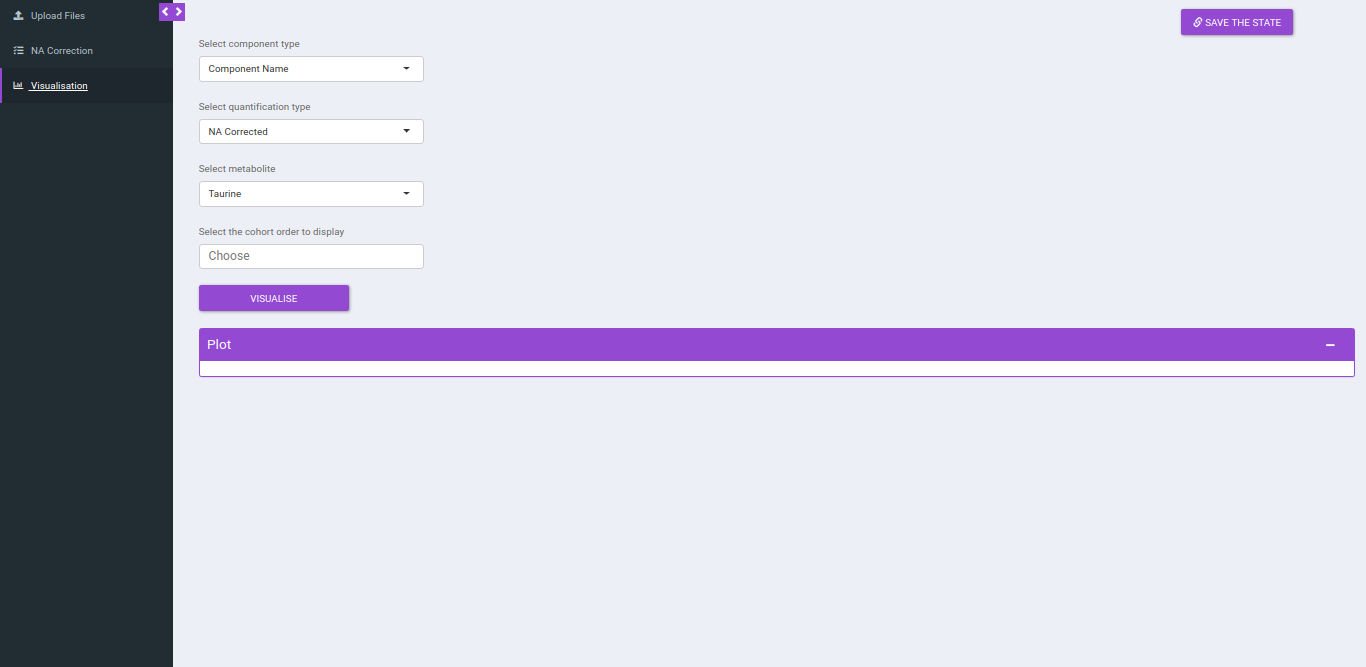 Upload Files
NA Correction
Visualisation
SAVE THE STATE
Select component type
Component Name
Select quantification type
NA Corrected
Select metabolite
Taurine
Select the cohort order to display
Choose
VISUALISE
Plot